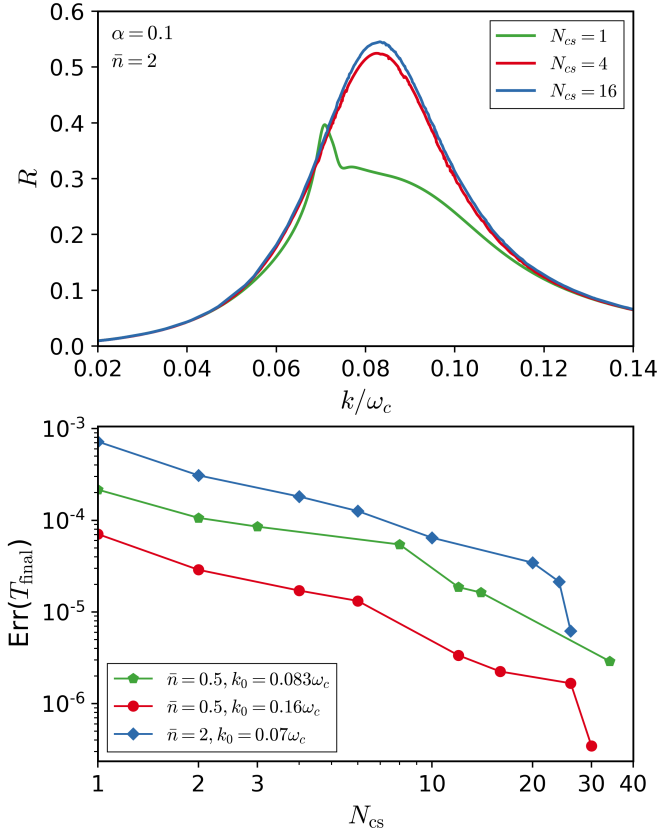 α = 0.1
n̄ = 2
N_cs = 1
N_cs = 4
N_cs = 16
R
0.6
0.5
0.4
0.3
0.2
0.1
0.0
0.02 0.04 0.06 0.08 0.10 0.12 0.14
k/ω_c
10^-3
10^-4
10^-5
10^-6
Err(T_final)
n̄ = 0.5, k_0 = 0.083ω_c
n̄ = 0.5, k_0 = 0.16ω_c
n̄ = 2, k_0 = 0.07ω_c
1 2 3 10 20 30 40
N_cs